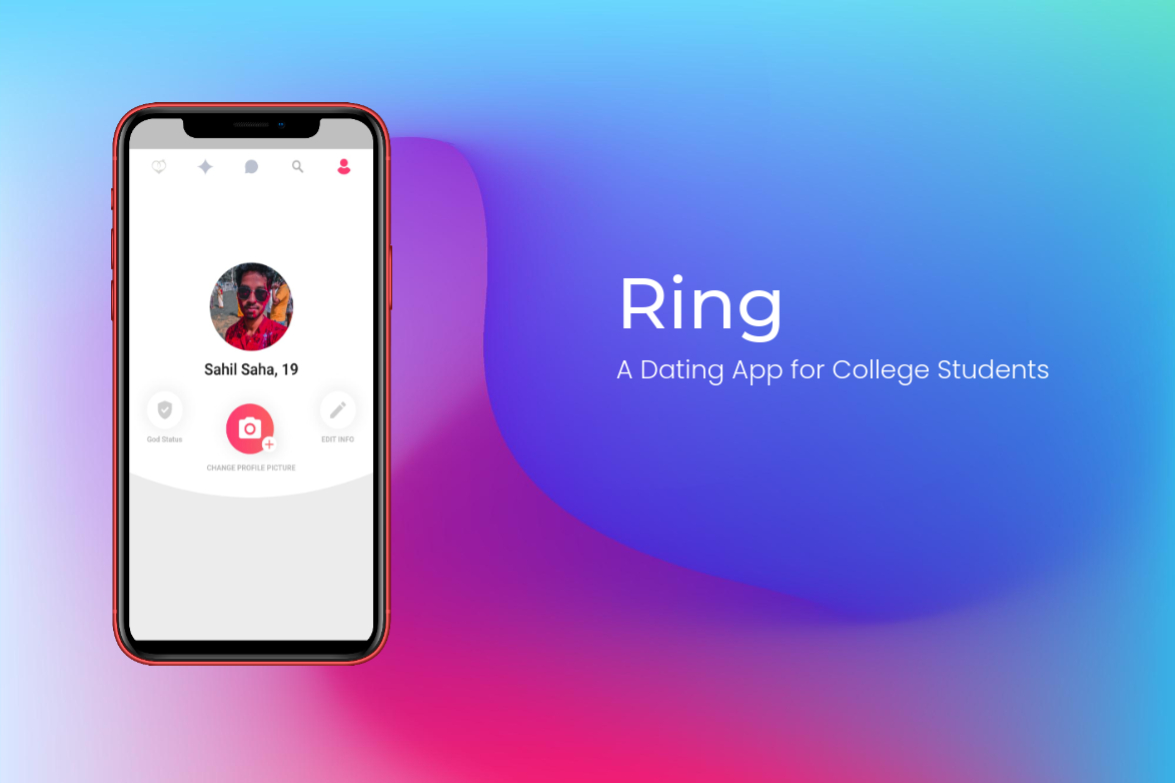 Ring
A Dating App for College Students
Sahil Saha, 19
God Status
EDIT INFO
CHANGE PROFILE PICTURE